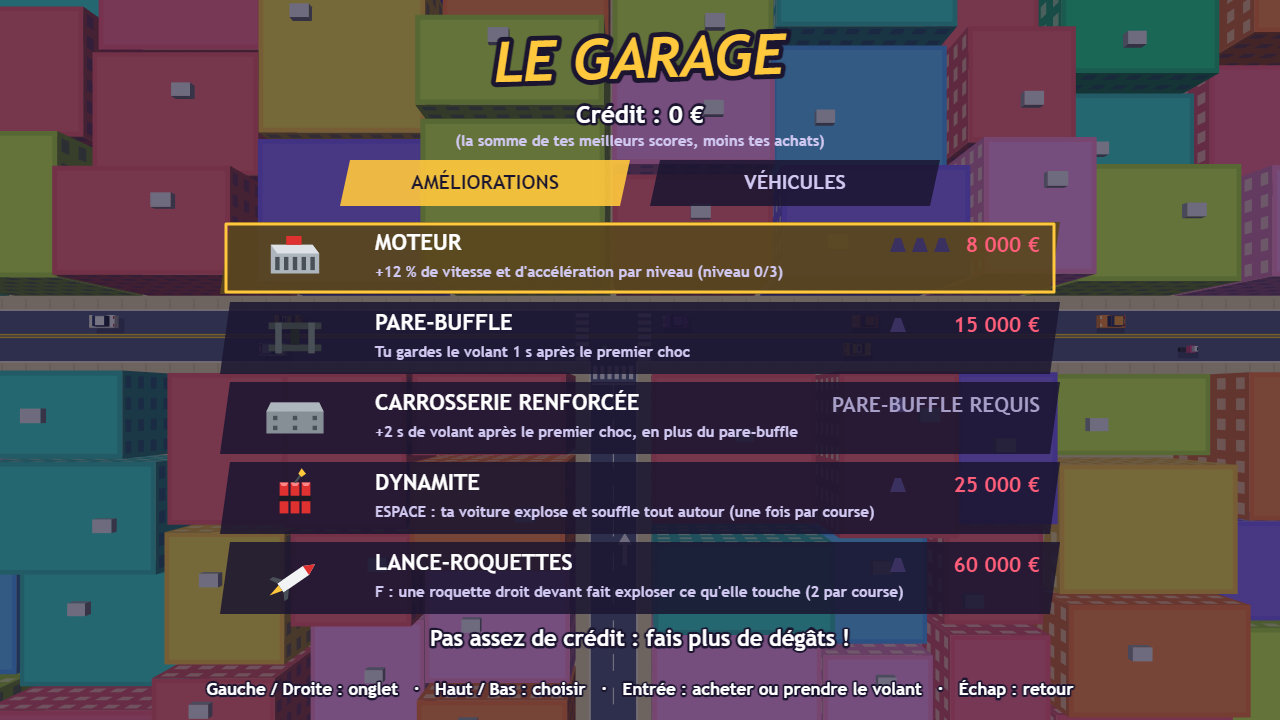 LE GARAGE
Crédit : 0 €
(la somme de tes meilleurs scores, moins tes achats)
AMÉLIORATIONS
VÉHICULES
MOTEUR
8 000 €
+12 % de vitesse et d'accélération par niveau (niveau 0/3)
PARE-BUFFLE
15 000 €
Tu gardes le volant 1 s après le premier choc
CARROSSERIE RENFORCÉE
PARE-BUFFLE REQUIS
+2 s de volant après le premier choc, en plus du pare-buffle
DYNAMITE
25 000 €
ESPACE : ta voiture explose et souffle tout autour (une fois par course)
LANCE-ROQUETTES
60 000 €
F : une roquette droit devant fait exploser ce qu'elle touche (2 par course)
Pas assez de crédit : fais plus de dégâts !
Gauche / Droite : onglet · Haut / Bas : choisir · Entrée : acheter ou prendre le volant · Échap : retour